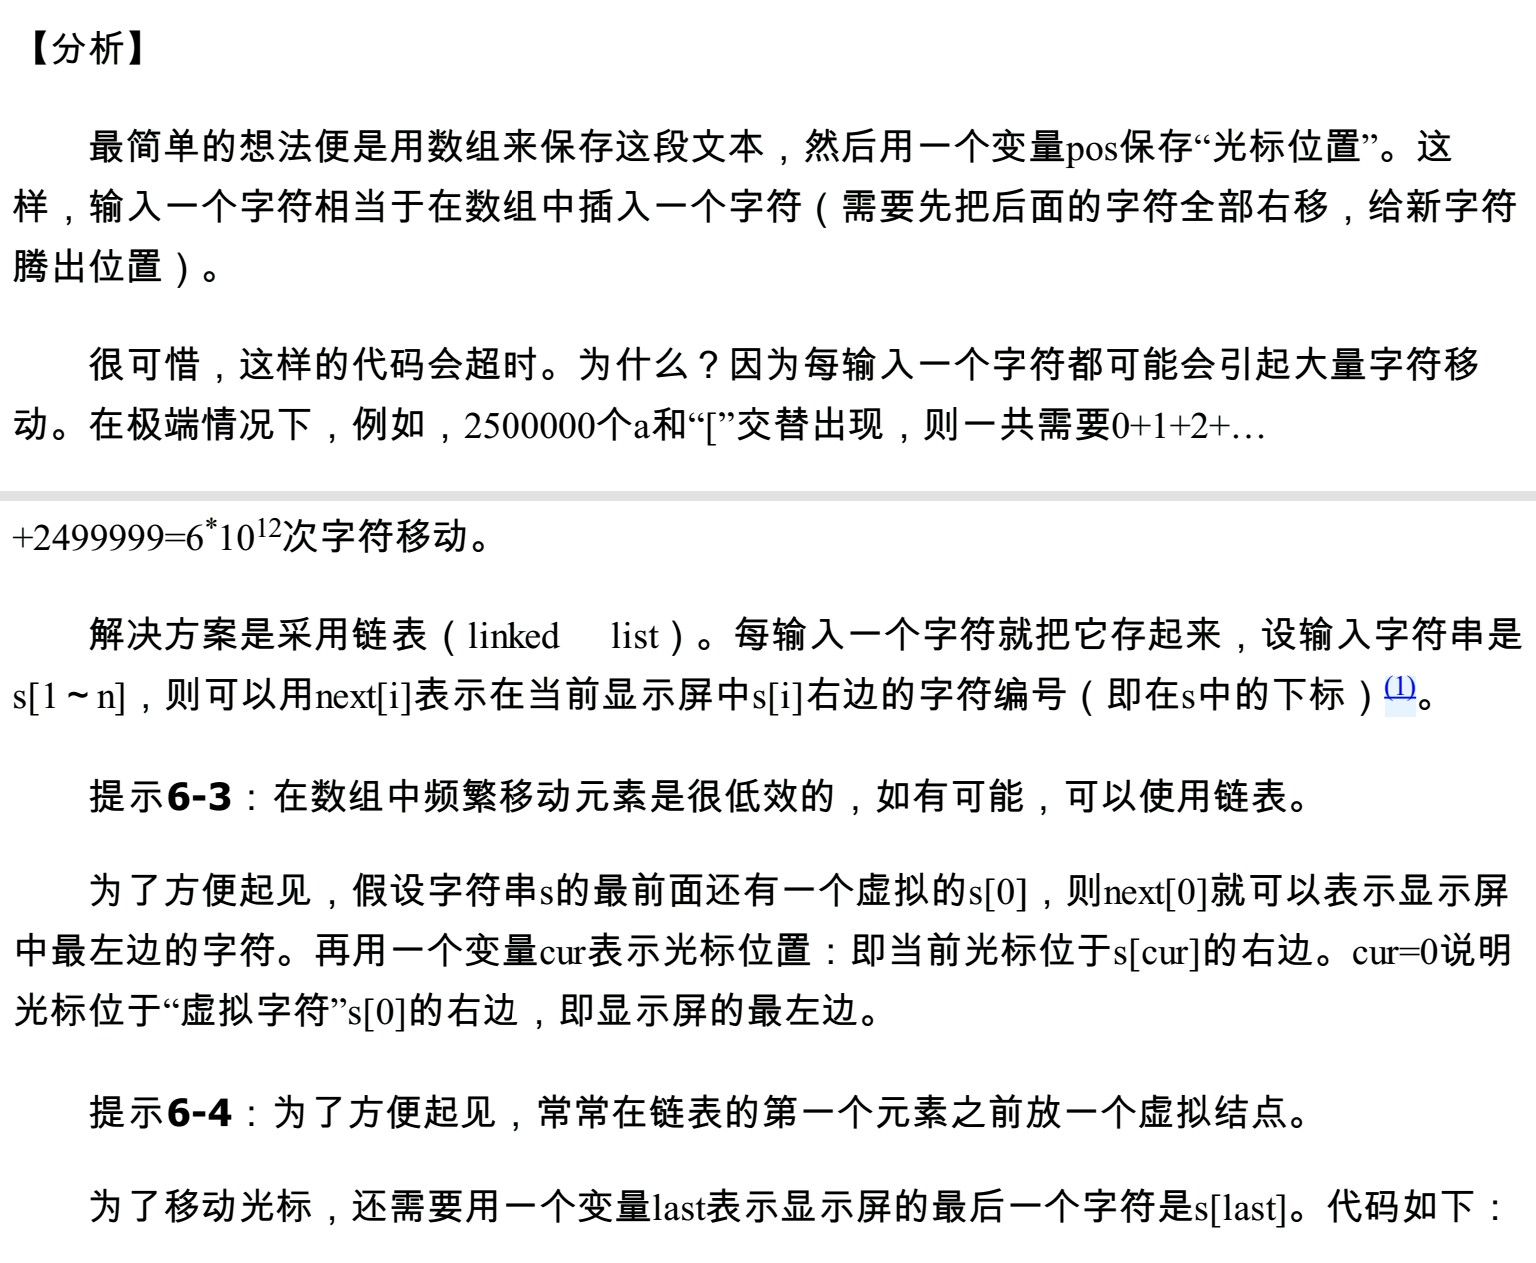 【分析】
最简单的想法便是用数组来保存这段文本，然后用一个变量pos保存“光标位置”。这
样，输入一个字符相当于在数组中插入一个字符（需要先把后面的字符全部右移，给新字符
腾出位置）。
很可惜，这样的代码会超时。为什么？因为每输入一个字符都可能会引起大量字符移
动。在极端情况下，例如，2500000个a和“[”交替出现，则一共需要0+1+2+…
+2499999=6*10¹²次字符移动。
解决方案是采用链表（linked list）。每输入一个字符就把它存起来，设输入字符串是
s[1～n]，则可以用next[i]表示在当前显示屏中s[i]右边的字符编号（即在s中的下标）(1)。
提示6-3：在数组中频繁移动元素是很低效的，如有可能，可以使用链表。
为了方便起见，假设字符串s的最前面还有一个虚拟的s[0]，则next[0]就可以表示显示屏
中最左边的字符。再用一个变量cur表示光标位置：即当前光标位于s[cur]的右边。cur=0说明
光标位于“虚拟字符”s[0]的右边，即显示屏的最左边。
提示6-4：为了方便起见，常常在链表的第一个元素之前放一个虚拟结点。
为了移动光标，还需要用一个变量last表示显示屏的最后一个字符是s[last]。代码如下：